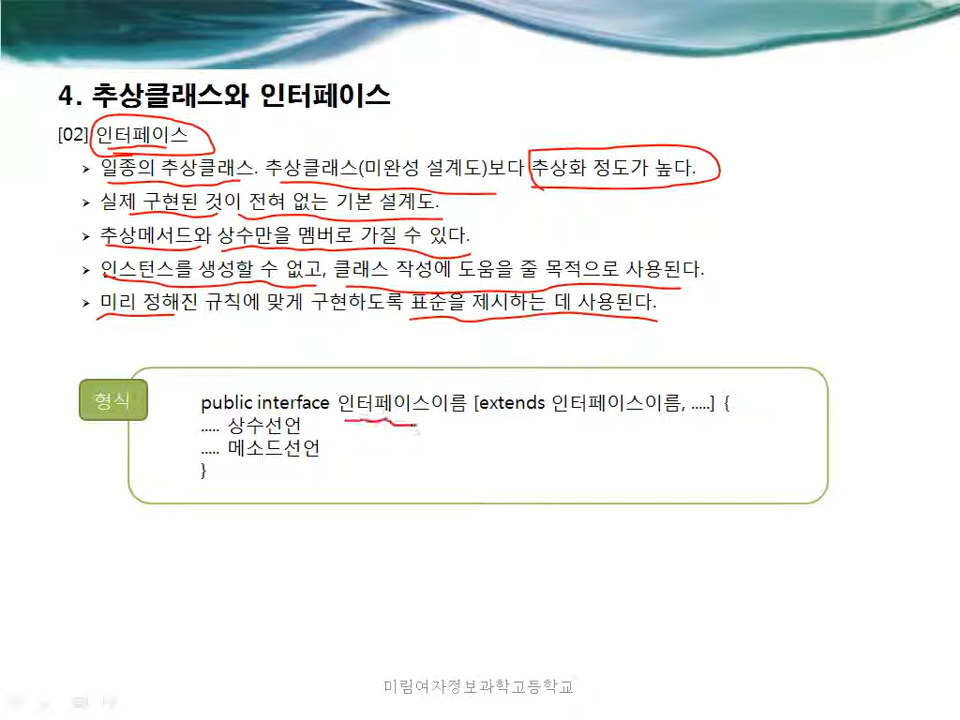 4. 추상클래스와 인터페이스
[02] 인터페이스
➢ 일종의 추상클래스. 추상클래스(미완성 설계도)보다 추상화 정도가 높다.
➢ 실제 구현된 것이 전혀 없는 기본 설계도.
➢ 추상메서드와 상수만을 멤버로 가질 수 있다.
➢ 인스턴스를 생성할 수 없고, 클래스 작성에 도움을 줄 목적으로 사용된다.
➢ 미리 정해진 규칙에 맞게 구현하도록 표준을 제시하는 데 사용된다.
형식
public interface 인터페이스이름 [extends 인터페이스이름, .....] {
..... 상수선언
..... 메소드선언
}
미림여자정보과학고등학교